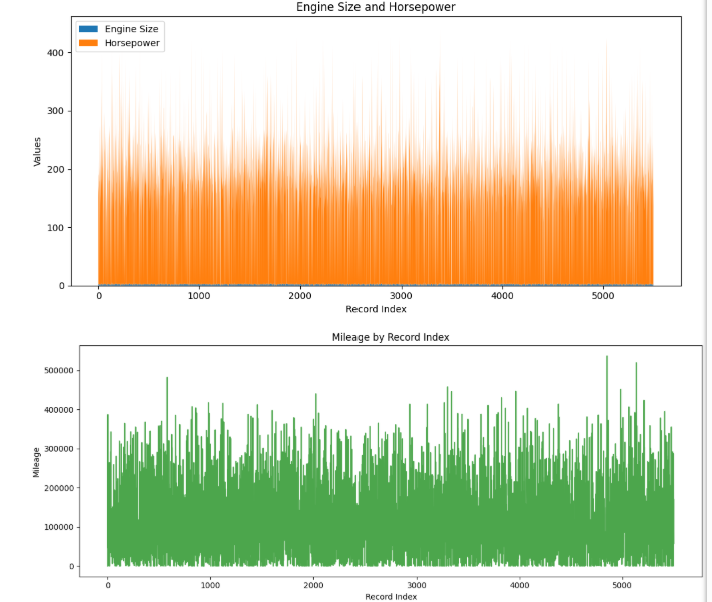 Engine Size and Horsepower
Engine Size
Horsepower
400
300
200
100
0
Values
0 1000 2000 3000 4000 5000
Record Index
Mileage by Record Index
500000
400000
300000
200000
100000
0
Mileage
0 1000 2000 3000 4000 5000
Record Index